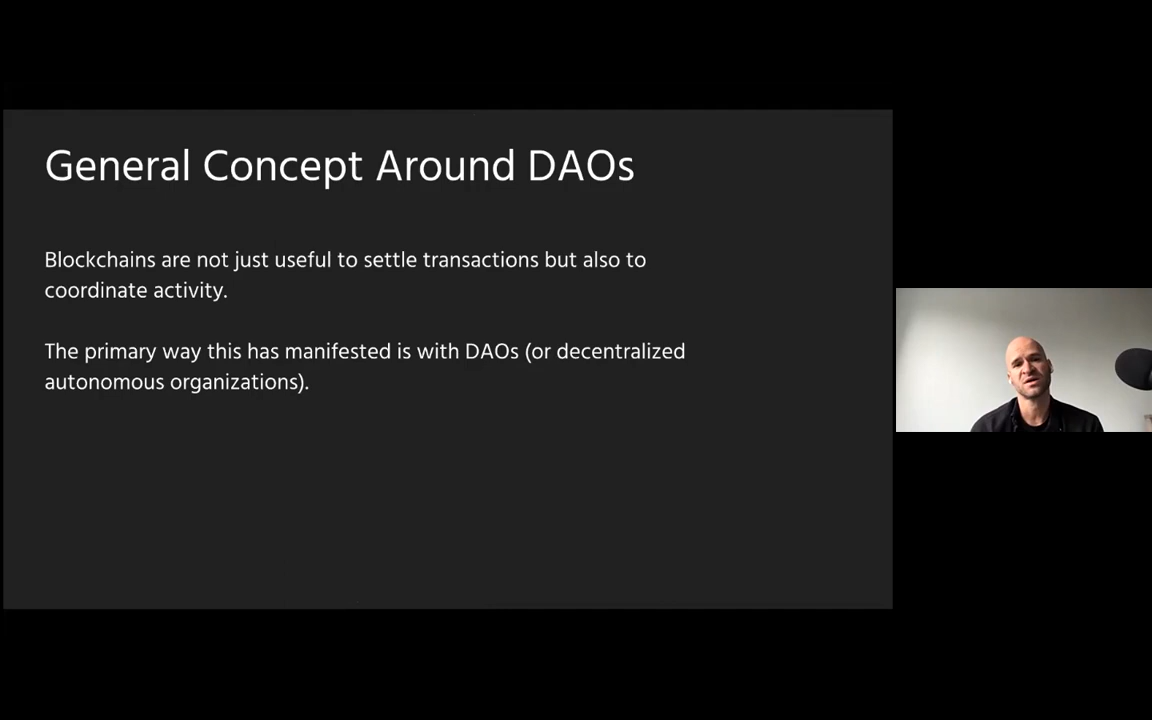 General Concept Around DAOs
Blockchains are not just useful to settle transactions but also to
coordinate activity.
The primary way this has manifested is with DAOs (or decentralized
autonomous organizations).